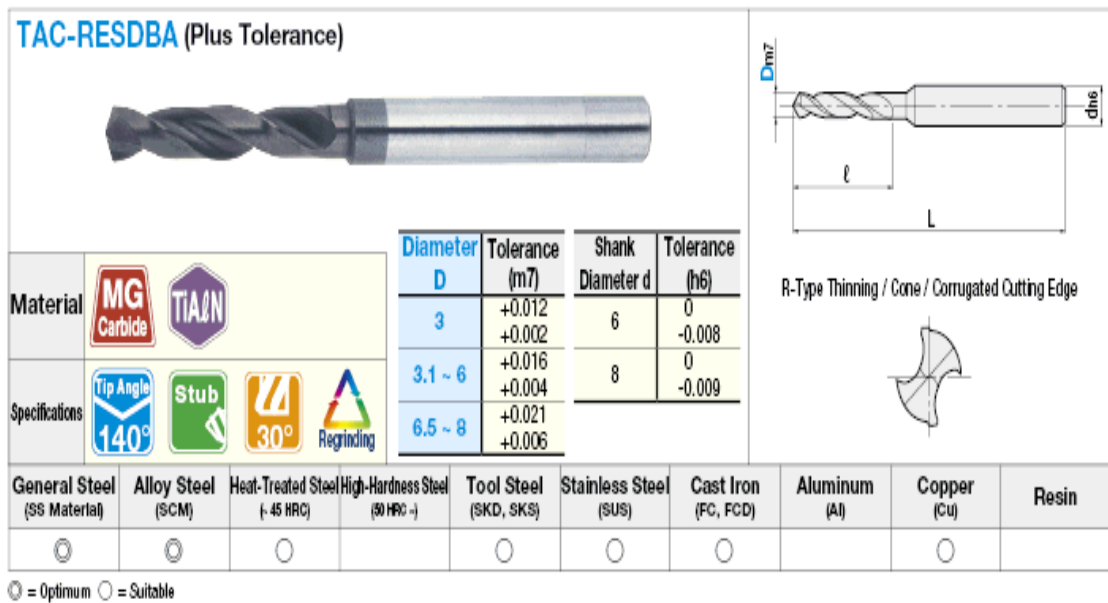 TAC-RESDBA (Plus Tolerance)
Dm7
dh6
ℓ
L
R-Type Thinning / Cone / Corrugated Cutting Edge
Material
MG
Carbide
TiAℓN
Specifications
Tip Angle
140°
Stub
30°
Regrinding
Diameter Tolerance
D (m7)
3 +0.012
+0.002
3.1 ~ 6 +0.016
+0.004
6.5 ~ 8 +0.021
+0.006
Shank Tolerance
Diameter d (h6)
6 0
-0.008
8 0
-0.009
General Steel Alloy Steel Heat-Treated Steel High-Hardness Steel Tool Steel Stainless Steel Cast Iron Aluminum Copper Resin
(SS Material) (SCM) (~ 45 HRC) (50 HRC ~) (SKD, SKS) (SUS) (FC, FCD) (Al) (Cu)
◎ ◎ ○ ○ ○ ○ ○
◎ = Optimum ○ = Suitable